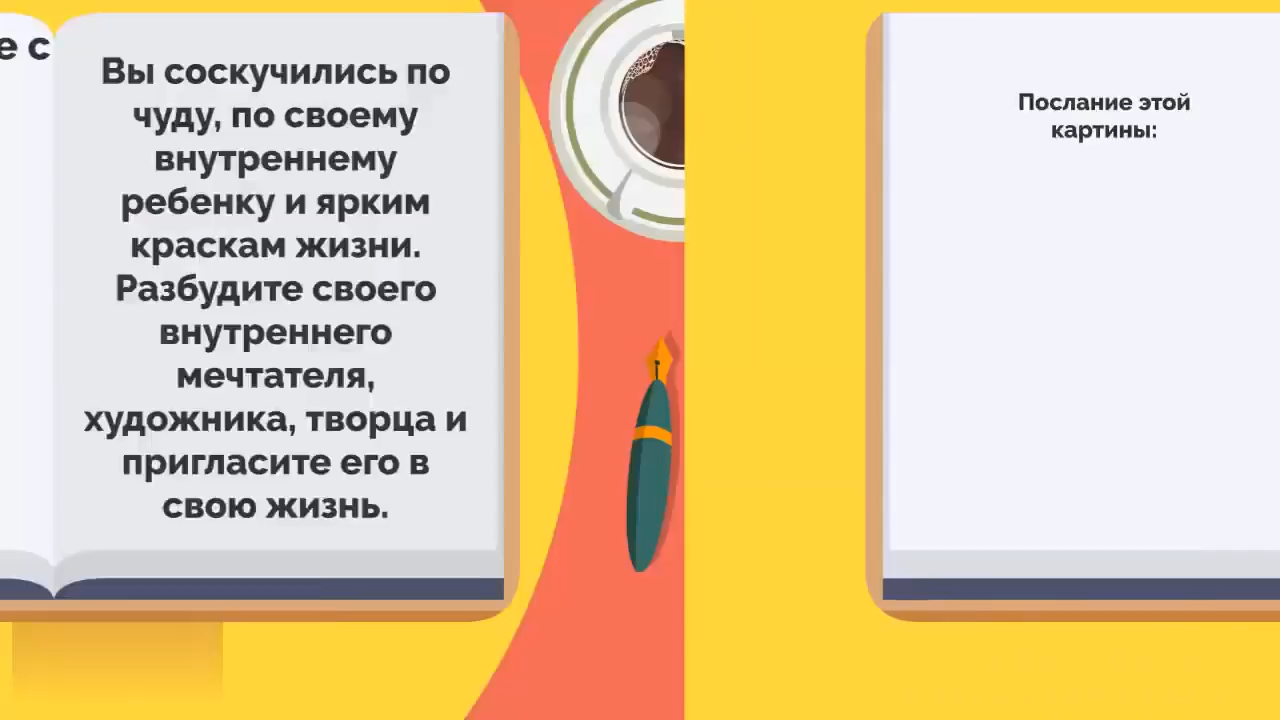 е с
Вы соскучились по
чуду, по своему
внутреннему
ребенку и ярким
краскам жизни.
Разбудите своего
внутреннего
мечтателя,
художника, творца и
пригласите его в
свою жизнь.
Послание этой
картины: